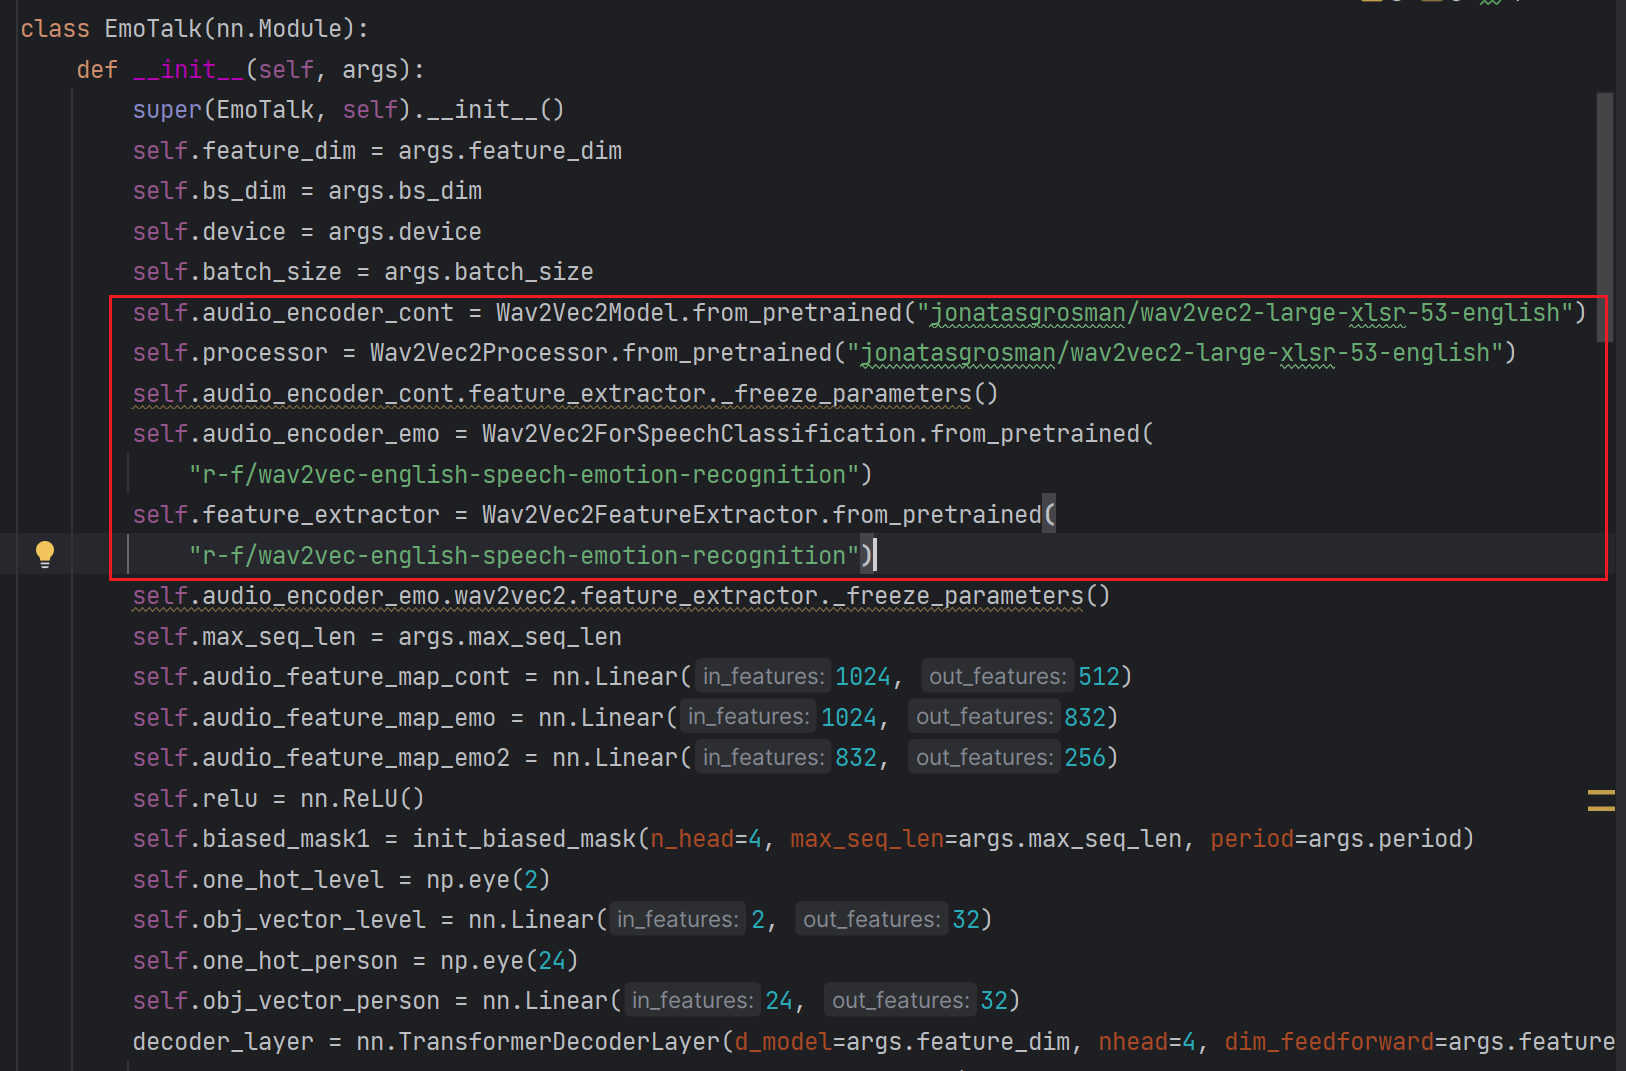 class EmoTalk(nn.Module):
def __init__(self, args):
super(EmoTalk, self).__init__()
self.feature_dim = args.feature_dim
self.bs_dim = args.bs_dim
self.device = args.device
self.batch_size = args.batch_size
self.audio_encoder_cont = Wav2Vec2Model.from_pretrained("jonatasgrosman/wav2vec2-large-xlsr-53-english")
self.processor = Wav2Vec2Processor.from_pretrained("jonatasgrosman/wav2vec2-large-xlsr-53-english")
self.audio_encoder_cont.feature_extractor._freeze_parameters()
self.audio_encoder_emo = Wav2Vec2ForSpeechClassification.from_pretrained(
"r-f/wav2vec-english-speech-emotion-recognition")
self.feature_extractor = Wav2Vec2FeatureExtractor.from_pretrained(
"r-f/wav2vec-english-speech-emotion-recognition")
self.audio_encoder_emo.wav2vec2.feature_extractor._freeze_parameters()
self.max_seq_len = args.max_seq_len
self.audio_feature_map_cont = nn.Linear( in_features: 1024, out_features: 512)
self.audio_feature_map_emo = nn.Linear( in_features: 1024, out_features: 832)
self.audio_feature_map_emo2 = nn.Linear( in_features: 832, out_features: 256)
self.relu = nn.ReLU()
self.biased_mask1 = init_biased_mask(n_head=4, max_seq_len=args.max_seq_len, period=args.period)
self.one_hot_level = np.eye(2)
self.obj_vector_level = nn.Linear( in_features: 2, out_features: 32)
self.one_hot_person = np.eye(24)
self.obj_vector_person = nn.Linear( in_features: 24, out_features: 32)
decoder_layer = nn.TransformerDecoderLayer(d_model=args.feature_dim, nhead=4, dim_feedforward=args.feature